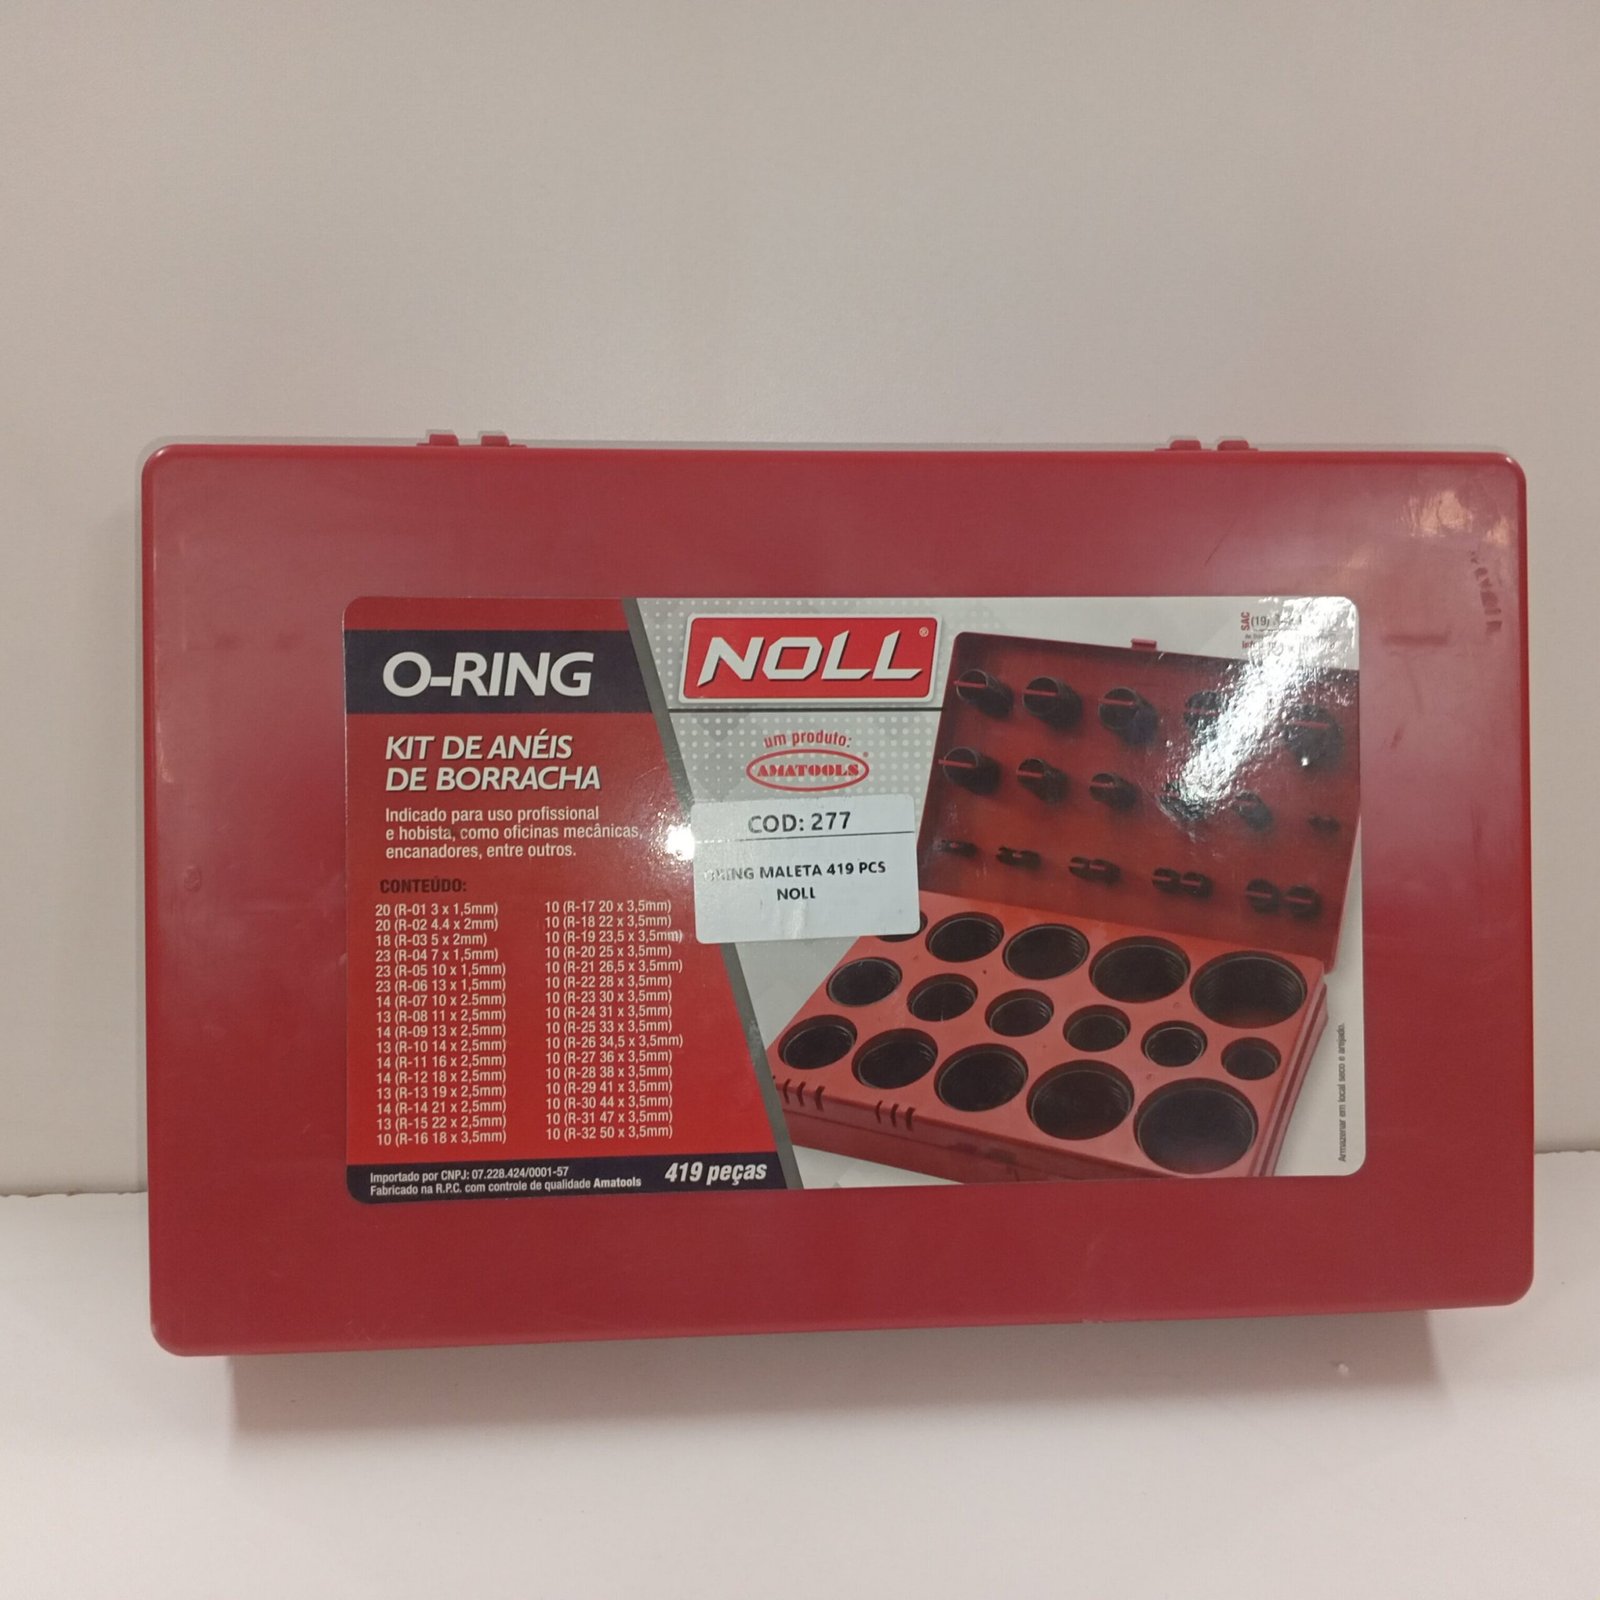 O-RING
KIT DE ANÉIS
DE BORRACHA
Indicado para uso profissional
e hobista, como oficinas mecânicas,
encanadores, entre outros.
CONTEÚDO:
20 (R-01 3 x 1,5mm)
20 (R-02 4.4 x 2mm)
18 (R-03 5 x 2mm)
23 (R-04 7 x 1,5mm)
23 (R-05 10 x 1,5mm)
23 (R-06 13 x 1,5mm)
14 (R-07 10 x 2.5mm)
13 (R-08 11 x 2,5mm)
14 (R-09 13 x 2,5mm)
13 (R-10 14 x 2,5mm)
14 (R-11 16 x 2,5mm)
14 (R-12 18 x 2,5mm)
13 (R-13 19 x 2,5mm)
14 (R-14 21 x 2,5mm)
13 (R-15 22 x 2,5mm)
10 (R-16 18 x 3,5mm)
10 (R-17 20 x 3,5mm)
10 (R-18 22 x 3,5mm)
10 (R-19 23,5 x 3,5mm)
10 (R-20 25 x 3,5mm)
10 (R-21 26,5 x 3,5mm)
10 (R-22 28 x 3,5mm)
10 (R-23 30 x 3,5mm)
10 (R-24 31 x 3,5mm)
10 (R-25 33 x 3,5mm)
10 (R-26 34,5 x 3,5mm)
10 (R-27 36 x 3,5mm)
10 (R-28 38 x 3,5mm)
10 (R-29 41 x 3,5mm)
10 (R-30 44 x 3,5mm)
10 (R-31 47 x 3,5mm)
10 (R-32 50 x 3,5mm)
Importado por CNPJ: 07.228.424/0001-57
Fabricado na R.P.C. com controle de qualidade Amatools
419 peças
NOLL®
um produto:
AMATOOLS®
COD: 277
MALETA 419 PCS
NOLL
SAC
(19)
Armazenar em local seco e arejado.